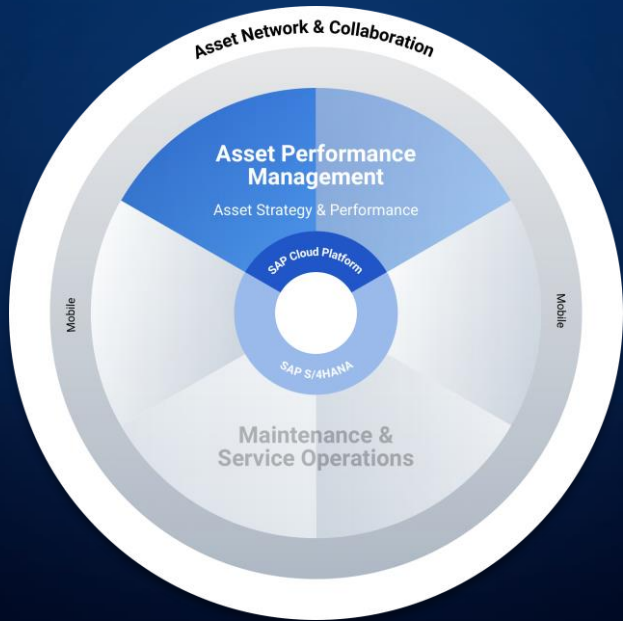 Asset Network & Collaboration
Asset Performance
Management
Asset Strategy & Performance
SAP Cloud Platform
Mobile
Mobile
SAP S/4HANA
Maintenance &
Service Operations